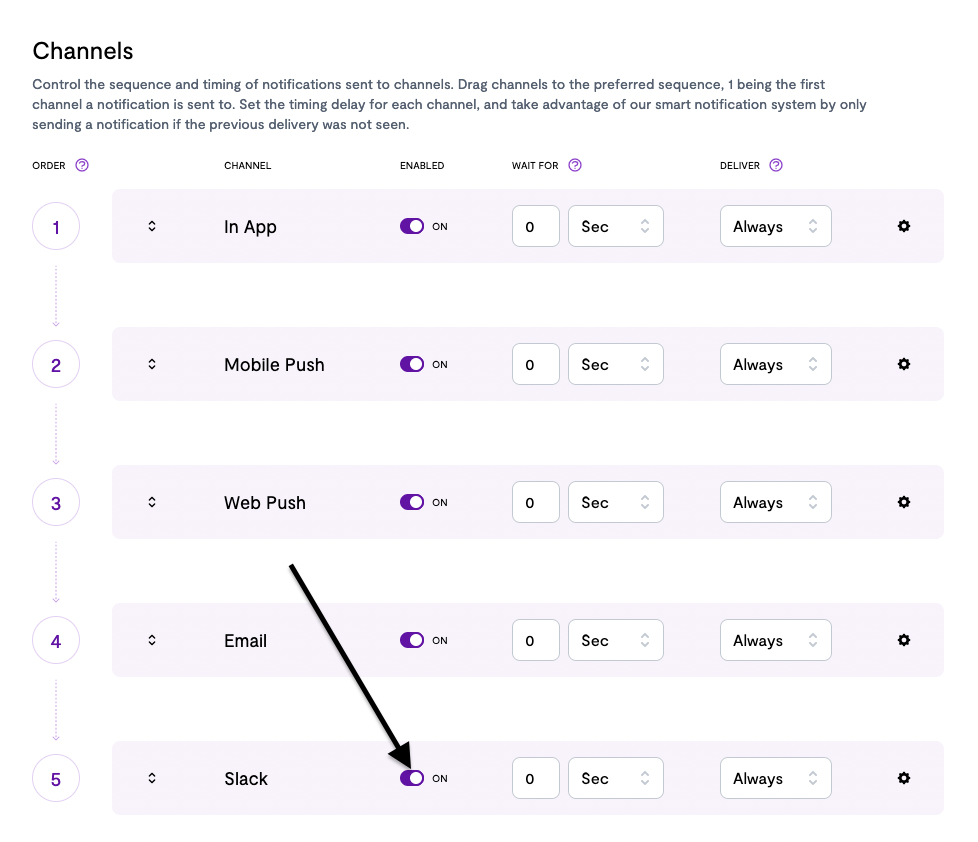 Channels
Control the sequence and timing of notifications sent to channels. Drag channels to the preferred sequence, 1 being the first
channel a notification is sent to. Set the timing delay for each channel, and take advantage of our smart notification system by only
sending a notification if the previous delivery was not seen.
ORDER ? CHANNEL ENABLED WAIT FOR ? DELIVER ?
1 In App ON 0 Sec Always
2 Mobile Push ON 0 Sec Always
3 Web Push ON 0 Sec Always
4 Email ON 0 Sec Always
5 Slack ON 0 Sec Always